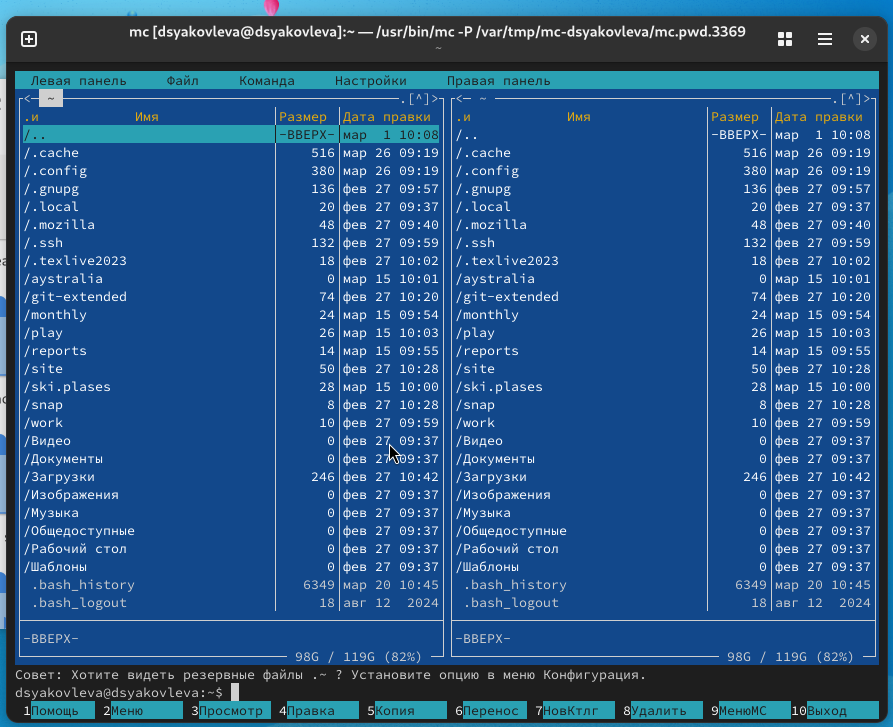 mc [dsyakovleva@dsyakovleva]:~ — /usr/bin/mc -P /var/tmp/mc-dsyakovleva/mc.pwd.3369
~
Левая панель Файл Команда Настройки Правая панель
<─ ~ .[^]> <─ ~ .[^]>
.и Имя Размер Дата правки .и Имя Размер Дата правки
/.. -ВВЕРХ- мар 1 10:08 /.. -ВВЕРХ- мар 1 10:08
/.cache 516 мар 26 09:19 /.cache 516 мар 26 09:19
/.config 380 мар 26 09:19 /.config 380 мар 26 09:19
/.gnupg 136 фев 27 09:57 /.gnupg 136 фев 27 09:57
/.local 20 фев 27 09:37 /.local 20 фев 27 09:37
/.mozilla 48 фев 27 09:40 /.mozilla 48 фев 27 09:40
/.ssh 132 фев 27 09:59 /.ssh 132 фев 27 09:59
/.texlive2023 18 фев 27 10:02 /.texlive2023 18 фев 27 10:02
/aystralia 0 мар 15 10:01 /aystralia 0 мар 15 10:01
/git-extended 74 фев 27 10:20 /git-extended 74 фев 27 10:20
/monthly 24 мар 15 09:54 /monthly 24 мар 15 09:54
/play 26 мар 15 10:03 /play 26 мар 15 10:03
/reports 14 мар 15 09:55 /reports 14 мар 15 09:55
/site 50 фев 27 10:28 /site 50 фев 27 10:28
/ski.plases 28 мар 15 10:00 /ski.plases 28 мар 15 10:00
/snap 8 фев 27 10:28 /snap 8 фев 27 10:28
/work 10 фев 27 09:59 /work 10 фев 27 09:59
/Видео 0 фев 27 09:37 /Видео 0 фев 27 09:37
/Документы 0 фев 27 09:37 /Документы 0 фев 27 09:37
/Загрузки 246 фев 27 10:42 /Загрузки 246 фев 27 10:42
/Изображения 0 фев 27 09:37 /Изображения 0 фев 27 09:37
/Музыка 0 фев 27 09:37 /Музыка 0 фев 27 09:37
/Общедоступные 0 фев 27 09:37 /Общедоступные 0 фев 27 09:37
/Рабочий стол 0 фев 27 09:37 /Рабочий стол 0 фев 27 09:37
/Шаблоны 0 фев 27 09:37 /Шаблоны 0 фев 27 09:37
.bash_history 6349 мар 20 10:45 .bash_history 6349 мар 20 10:45
.bash_logout 18 авг 12 2024 .bash_logout 18 авг 12 2024
-ВВЕРХ- -ВВЕРХ-
98G / 119G (82%) 98G / 119G (82%)
Совет: Хотите видеть резервные файлы .~ ? Установите опцию в меню Конфигурация.
dsyakovleva@dsyakovleva:~$
1Помощь 2Меню 3Просмотр 4Правка 5Копия 6Перенос 7НовКтлг 8Удалить 9МенюМС 10Выход